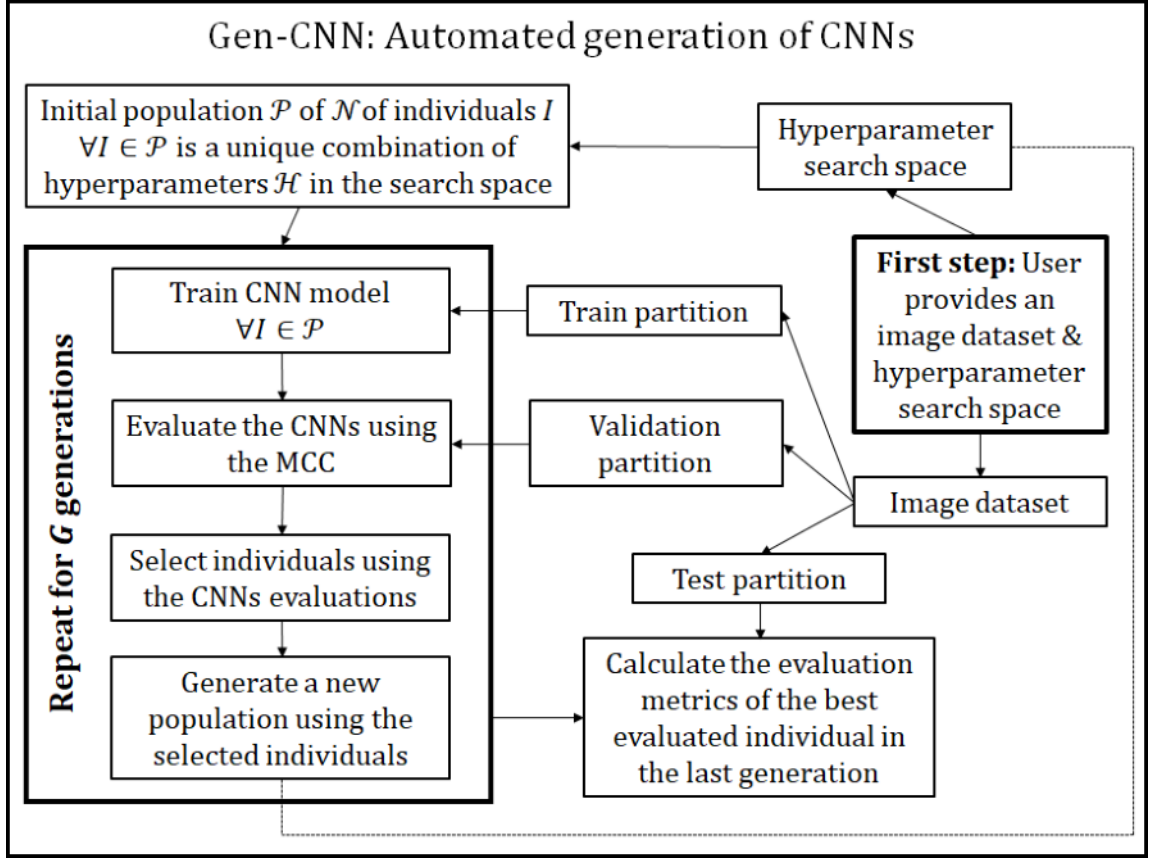 Gen-CNN: Automated generation of CNNs
Initial population 𝒫 of 𝒩 of individuals I
∀I ∈ 𝒫 is a unique combination of
hyperparameters ℋ in the search space
Hyperparameter
search space
First step: User
provides an
image dataset &
hyperparameter
search space
Repeat for G generations
Train CNN model
∀I ∈ 𝒫
Train partition
Evaluate the CNNs using
the MCC
Validation
partition
Image dataset
Select individuals using
the CNNs evaluations
Test partition
Generate a new
population using the
selected individuals
Calculate the evaluation
metrics of the best
evaluated individual in
the last generation